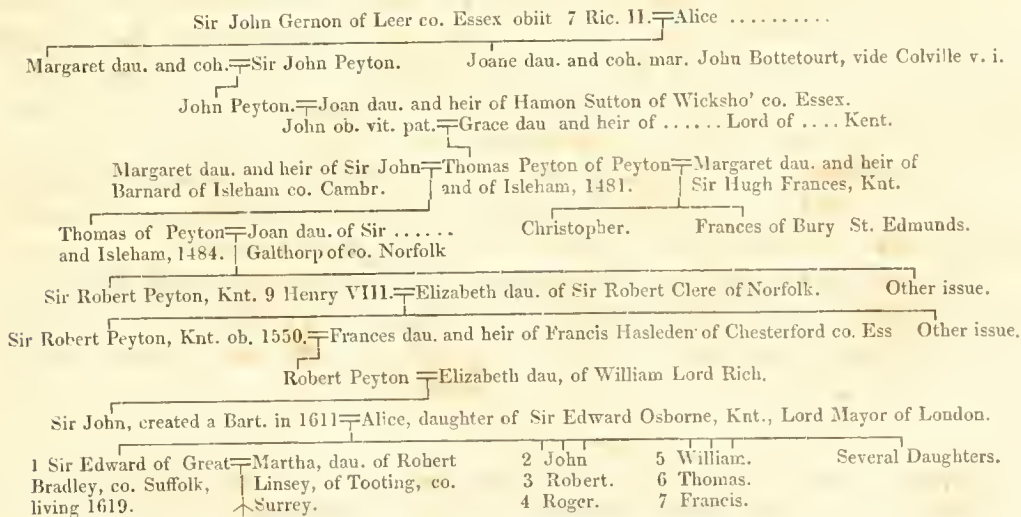 Sir John Gernon of Leer co. Essex obiit 7 Ric. II.=Alice ..........
Margaret dau. and coh.=Sir John Peyton. Joane dau. and coh. mar. John Bottetourt, vide Colville v. i.
John Peyton.=Joan dau. and heir of Hamon Sutton of Wicksho' co. Essex.
John ob. vit. pat.=Grace dau and heir of ...... Lord of .... Kent.
Margaret dau. and heir of Sir John=Thomas Peyton of Peyton=Margaret dau. and heir of
Barnard of Isleham co. Cambr. and of Isleham, 1481. Sir Hugh Frances, Knt.
Thomas of Peyton=Joan dau. of Sir ...... Christopher. Frances of Bury St. Edmunds.
and Isleham, 1484. Galthorp of co. Norfolk
Sir Robert Peyton, Knt. 9 Henry VIII.=Elizabeth dau. of Sir Robert Clere of Norfolk. Other issue.
Sir Robert Peyton, Knt. ob. 1550.=Frances dau. and heir of Francis Hasleden of Chesterford co. Ess Other issue.
Robert Peyton=Elizabeth dau, of William Lord Rich.
Sir John, created a Bart. in 1611=Alice, daughter of Sir Edward Osborne, Knt., Lord Mayor of London.
1 Sir Edward of Great=Martha, dau. of Robert 2 John 5 William. Several Daughters.
Bradley, co. Suffolk, Linsey, of Tooting, co. 3 Robert. 6 Thomas.
living 1619. Surrey. 4 Roger. 7 Francis.